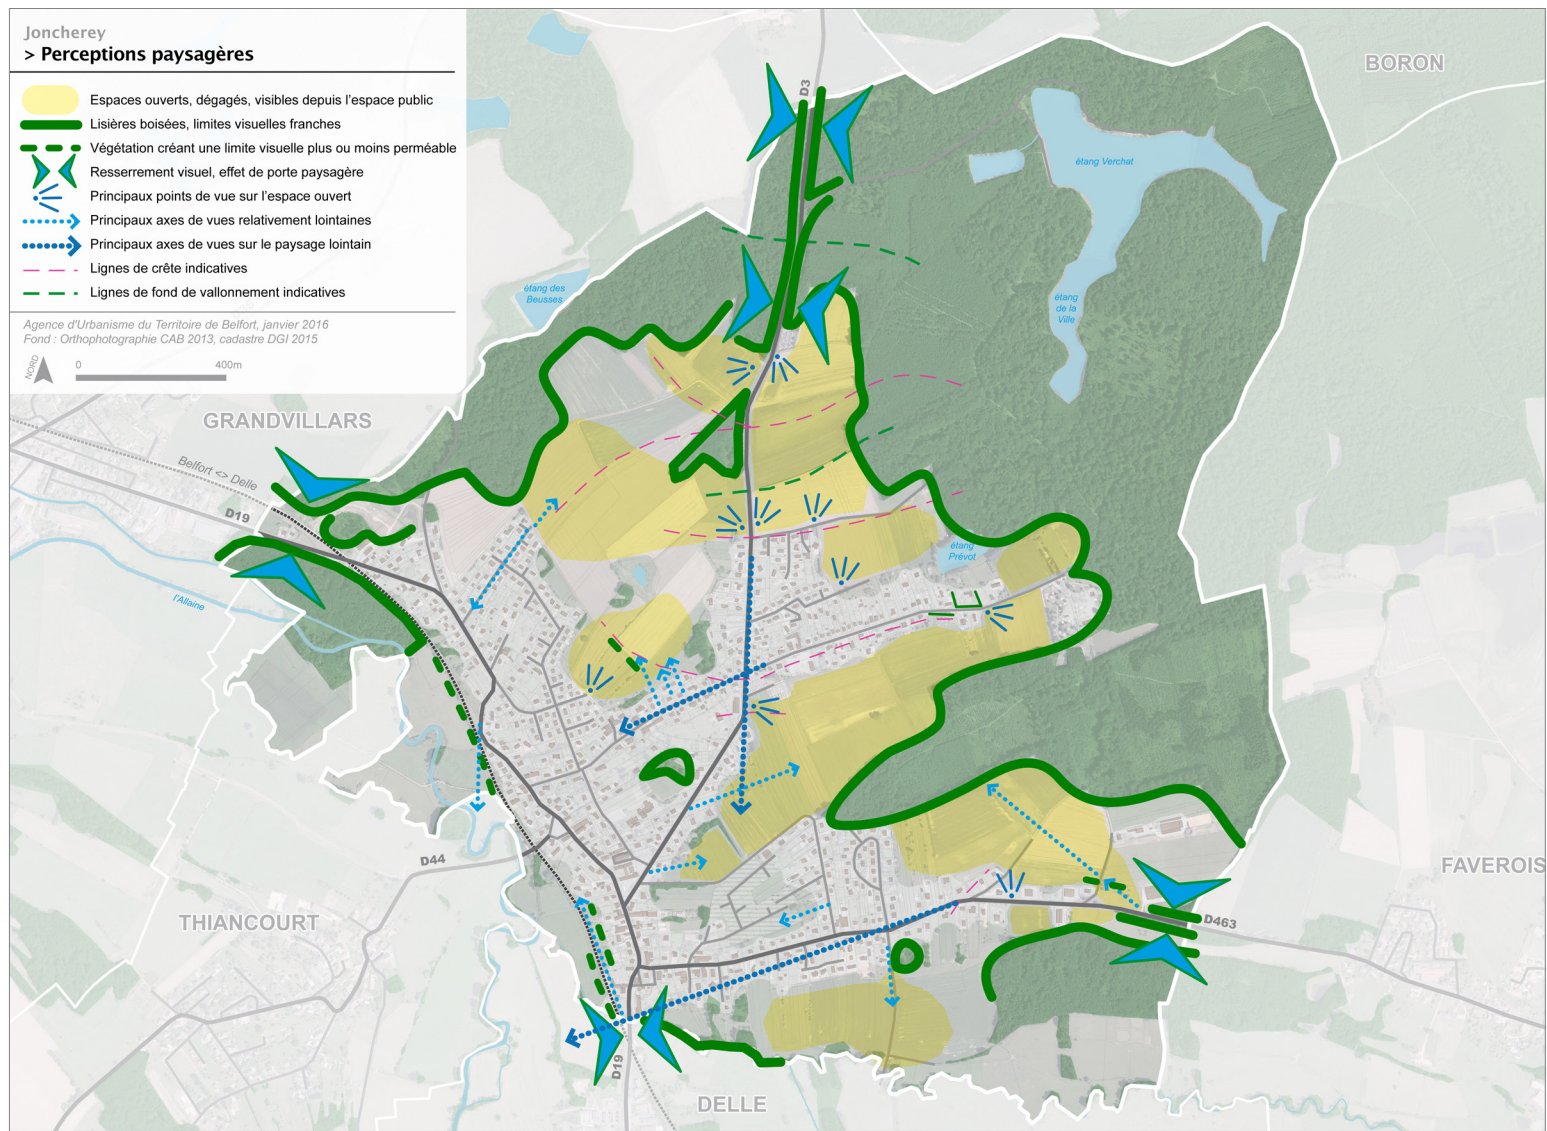 Joncherey
> Perceptions paysagères
Espaces ouverts, dégagés, visibles depuis l'espace public
Lisières boisées, limites visuelles franches
Végétation créant une limite visuelle plus ou moins perméable
Resserrement visuel, effet de porte paysagère
Principaux points de vue sur l'espace ouvert
Principaux axes de vues relativement lointaines
Principaux axes de vues sur le paysage lointain
Lignes de crête indicatives
Lignes de fond de vallonnement indicatives
Agence d'Urbanisme du Territoire de Belfort, janvier 2016
Fond : Orthophotographie CAB 2013, cadastre DGI 2015
NORD
0 400m
D3
BORON
étang Verchat
étang des
Beusses
étang
de la
Ville
GRANDVILLARS
Belfort <> Delle
D19
étang
Prévot
l'Allaine
D44
FAVEROIS
THIANCOURT
D463
D19
DELLE